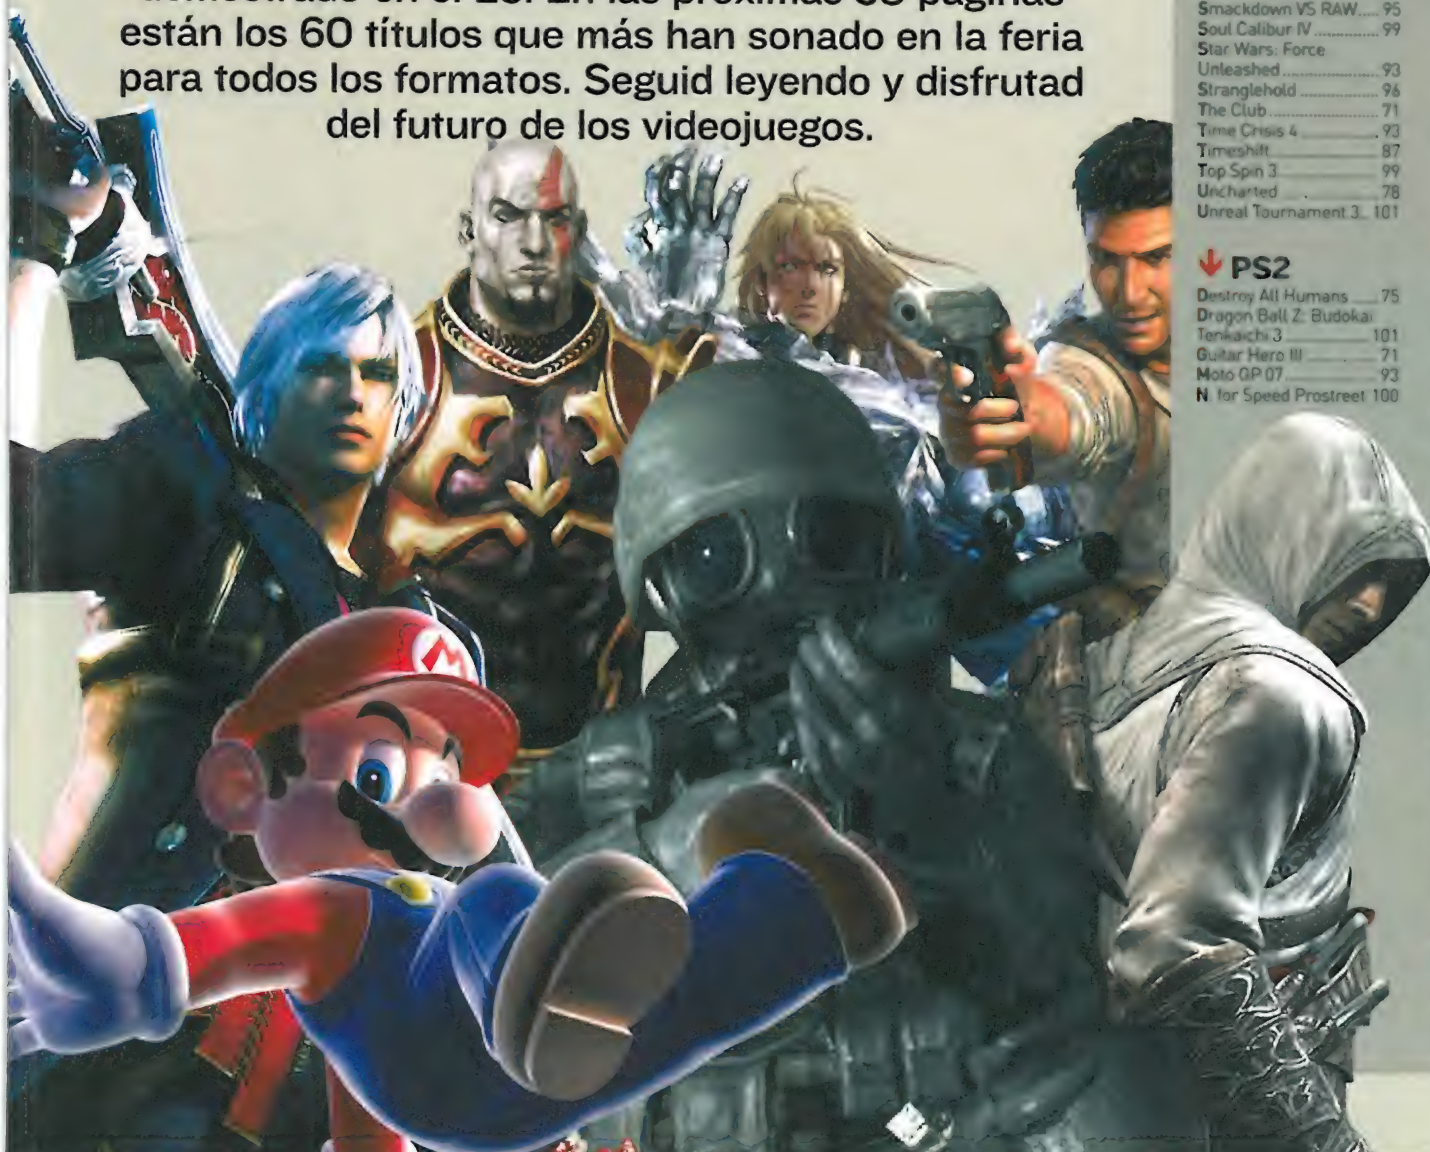 están los 60 títulos que más han sonado en la feria
para todos los formatos. Seguid leyendo y disfrutad
del futuro de los videojuegos.
Smackdown VS RAW.... 95
Soul Calibur IV .............. 99
Star Wars: Force
Unleashed ..................... 93
Stranglehold .................. 96
The Club ........................ 71
Time Crisis 4 ................. 93
Timeshift ....................... 87
Top Spin 3 ..................... 99
Uncharted ..................... 78
Unreal Tournament 3.. 101
PS2
Destroy All Humans ..... 75
Dragon Ball Z: Budokai
Tenkaichi 3 .................. 101
Guitar Hero III ............... 71
Moto GP 07 ................... 93
N. for Speed Prostreet 100
M